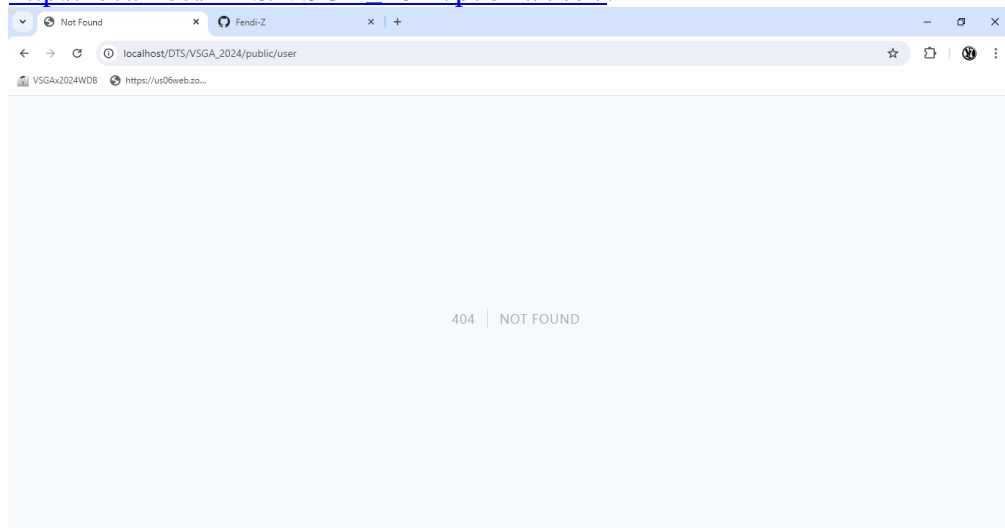 Not Found
Fendi-Z
localhost/DTS/VSGA_2024/public/user
VSGAx2024WDB https://us06web.zo...
404 NOT FOUND